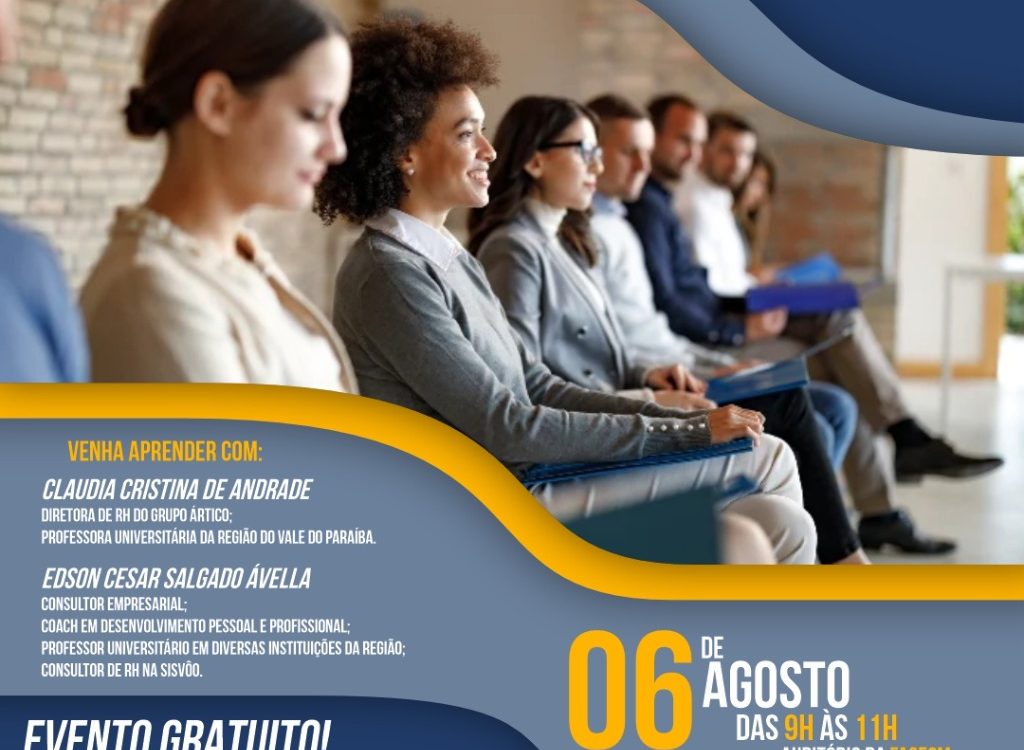 VENHA APRENDER COM:
CLAUDIA CRISTINA DE ANDRADE
DIRETORA DE RH DO GRUPO ÁRTICO;
PROFESSORA UNIVERSITÁRIA DA REGIÃO DO VALE DO PARAÍBA.
EDSON CESAR SALGADO ÁVELLA
CONSULTOR EMPRESARIAL;
COACH EM DESENVOLVIMENTO PESSOAL E PROFISSIONAL;
PROFESSOR UNIVERSITÁRIO EM DIVERSAS INSTITUIÇÕES DA REGIÃO;
CONSULTOR DE RH NA SISVÔO.
EVENTO GRATUITO!
06 DE
AGOSTO
DAS 9H ÀS 11H
AUDITÓRIO DA